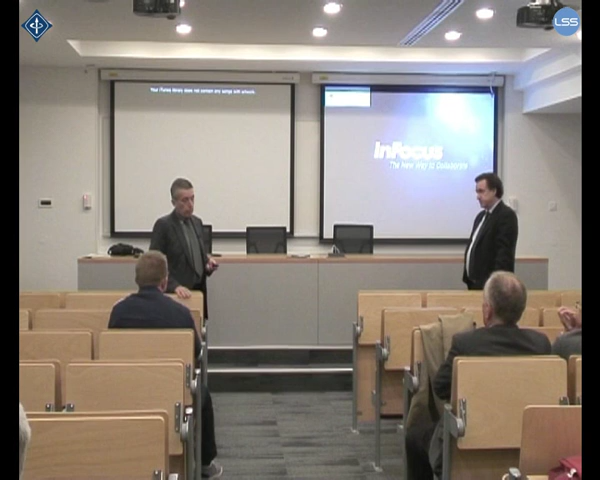 LSS
Your iTunes library does not contain any songs with artwork.
InFocus
The New Way to Collaborate